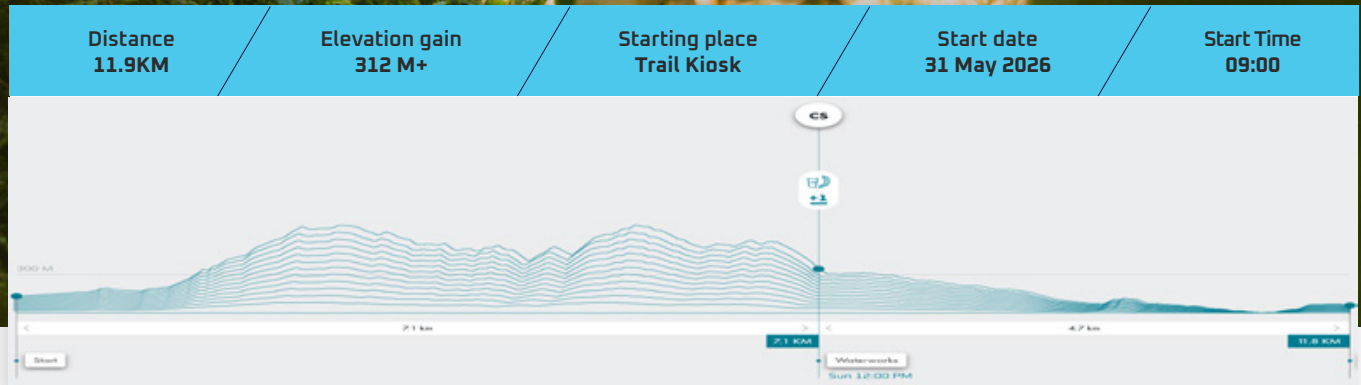 Distance
11.9KM
Elevation gain
312 M+
Starting place
Trail Kiosk
Start date
31 May 2026
Start Time
09:00
CS
+1
300 M
< 7.1 km >
< 4.7 km >
7.1 KM
11.8 KM
Start
Waterworks
Sun 12:00 PM